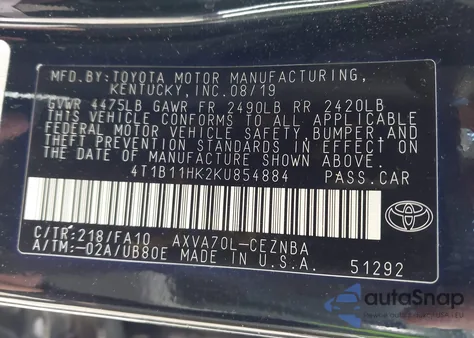 MFD. BY: TOYOTA MOTOR MANUFACTURING,
KENTUCKY, INC. 08/19
GVWR 4475LB GAWR FR 2490LB RR 2420LB
THIS VEHICLE CONFORMS TO ALL APPLICABLE
FEDERAL MOTOR VEHICLE SAFETY, BUMPER, AND
THEFT PREVENTION STANDARDS IN EFFECT ON
THE DATE OF MANUFACTURE SHOWN ABOVE.
4T1B11HK2KU854884 PASS.CAR
C/TR:218/FA10 AXVA70L-CEZNBA
A/TM:-02A/UB80E MADE IN U.S.A. 51292
TOYOTA
autoSnap